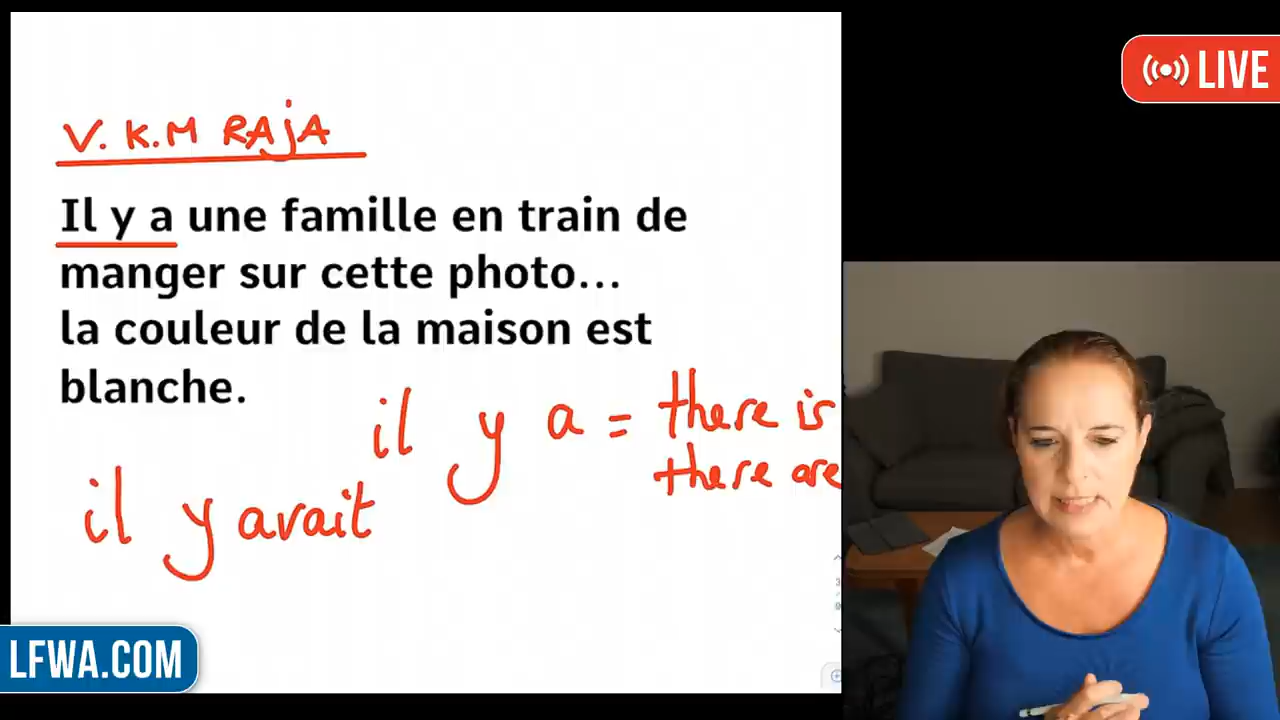 LIVE
V. K.M RAjA
Il y a une famille en train de
manger sur cette photo...
la couleur de la maison est
blanche.
il y a = there is
there are
il y avait
LFWA.COM